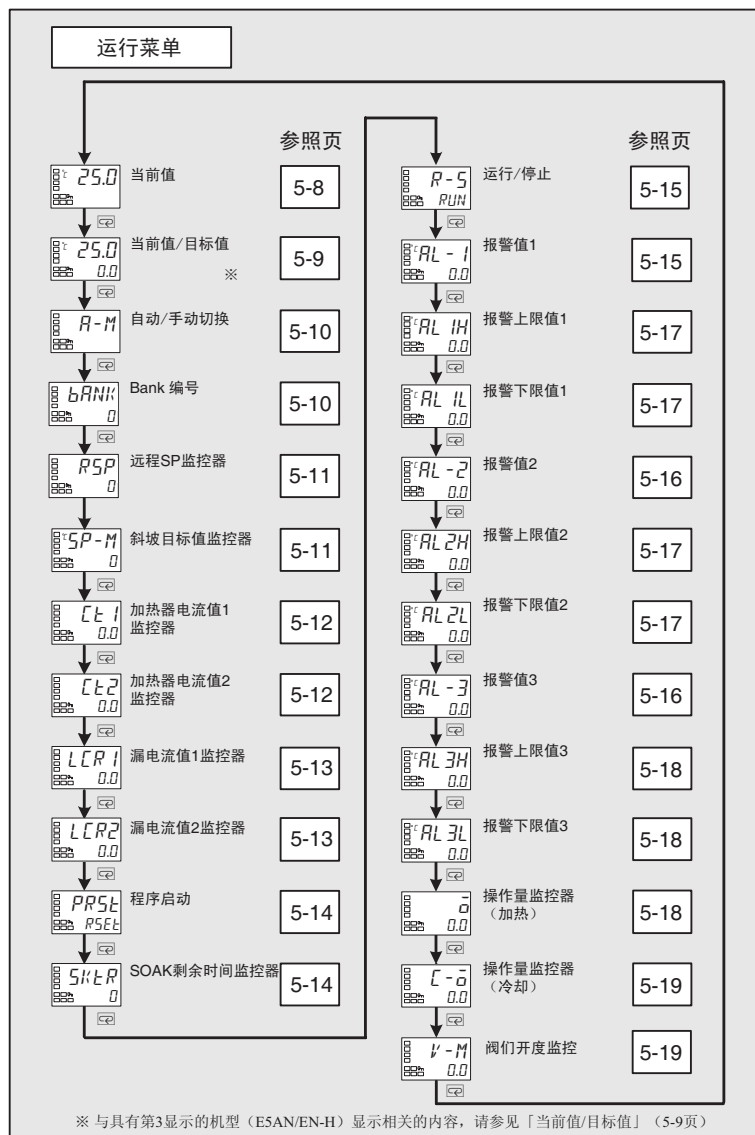 运行菜单
参照页
℃ 25.0
当前值
5-8
℃ 25.0
0.0
当前值/目标值
※
5-9
A-M
自动/手动切换
5-10
bANK
0
Bank 编号
5-10
RSP
0
远程SP监控器
5-11
℃ SP-M
0
斜坡目标值监控器
5-11
Ct1
0.0
加热器电流值1
监控器
5-12
Ct2
0.0
加热器电流值2
监控器
5-12
LCR1
0.0
漏电流值1监控器
5-13
LCR2
0.0
漏电流值2监控器
5-13
PRSt
RSEt
程序启动
5-14
SKtR
0
SOAK剩余时间监控器
5-14
参照页
R-S
RUN
运行/停止
5-15
℃ AL-1
0.0
报警值1
5-15
℃ AL 1H
0.0
报警上限值1
5-17
℃ AL 1L
0.0
报警下限值1
5-17
℃ AL-2
0.0
报警值2
5-16
℃ AL2H
0.0
报警上限值2
5-17
℃ AL2L
0.0
报警下限值2
5-17
℃ AL-3
0.0
报警值3
5-16
℃ AL3H
0.0
报警上限值3
5-18
℃ AL3L
0.0
报警下限值3
5-18
ō
0.0
操作量监控器
（加热）
5-18
C-ō
0.0
操作量监控器
（冷却）
5-19
V-M
0.0
阀们开度监控
5-19
※ 与具有第3显示的机型（E5AN/EN-H）显示相关的内容，请参见「当前值/目标值」（5-9页）